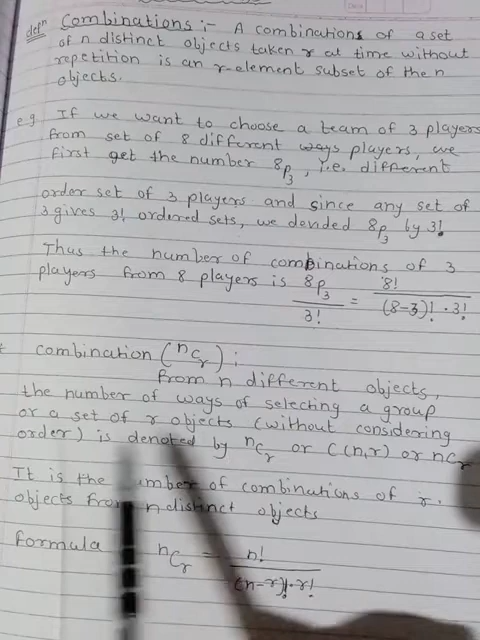 defn Combinations :- A combinations of a set
of n distinct objects taken r at time without
repetition is an r-element subset of the n
objects.
e.g If we want to choose a team of 3 players
from set of 8 different ways players, we
first get the number 8P3, i.e. different
order set of 3 players and since any set of
3 gives 3! ordered sets, we devided 8P3 by 3!
Thus the number of combinations of 3
players from 8 players is 8P3/3! = 8!/(8-3)! · 3!
Combination (nCr) :
from n different objects,
the number of ways of selecting a group
or a set of r objects (without considering
order) is denoted by nCr or C(n,r) or nCr
It is the number of combinations of r.
objects from n distinct objects
formula nCr = n!/(n-r)! · r!